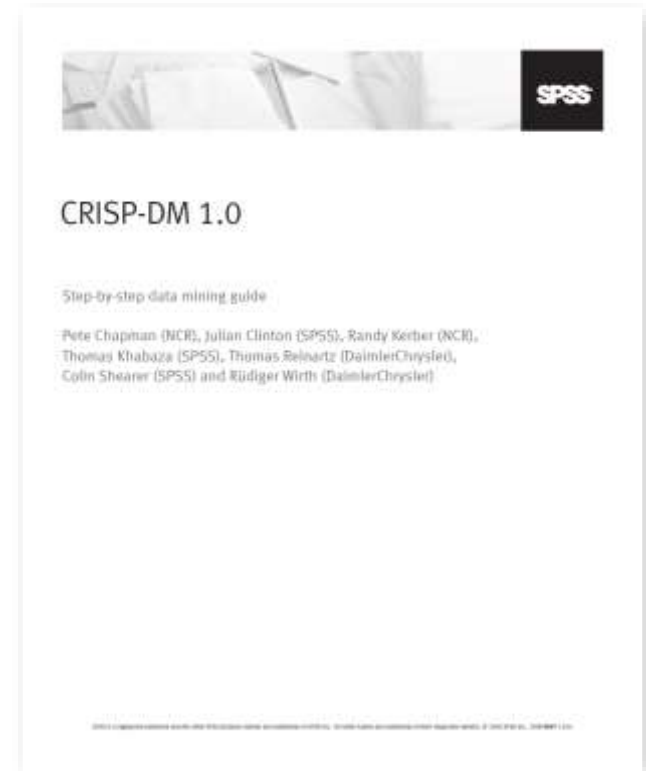 SPSS
CRISP-DM 1.0
Step-by-step data mining guide
Pete Chapman (NCR), Julian Clinton (SPSS), Randy Kerber (NCR),
Thomas Khabaza (SPSS), Thomas Reinartz (DaimlerChrysler),
Colin Shearer (SPSS) and Rüdiger Wirth (DaimlerChrysler)